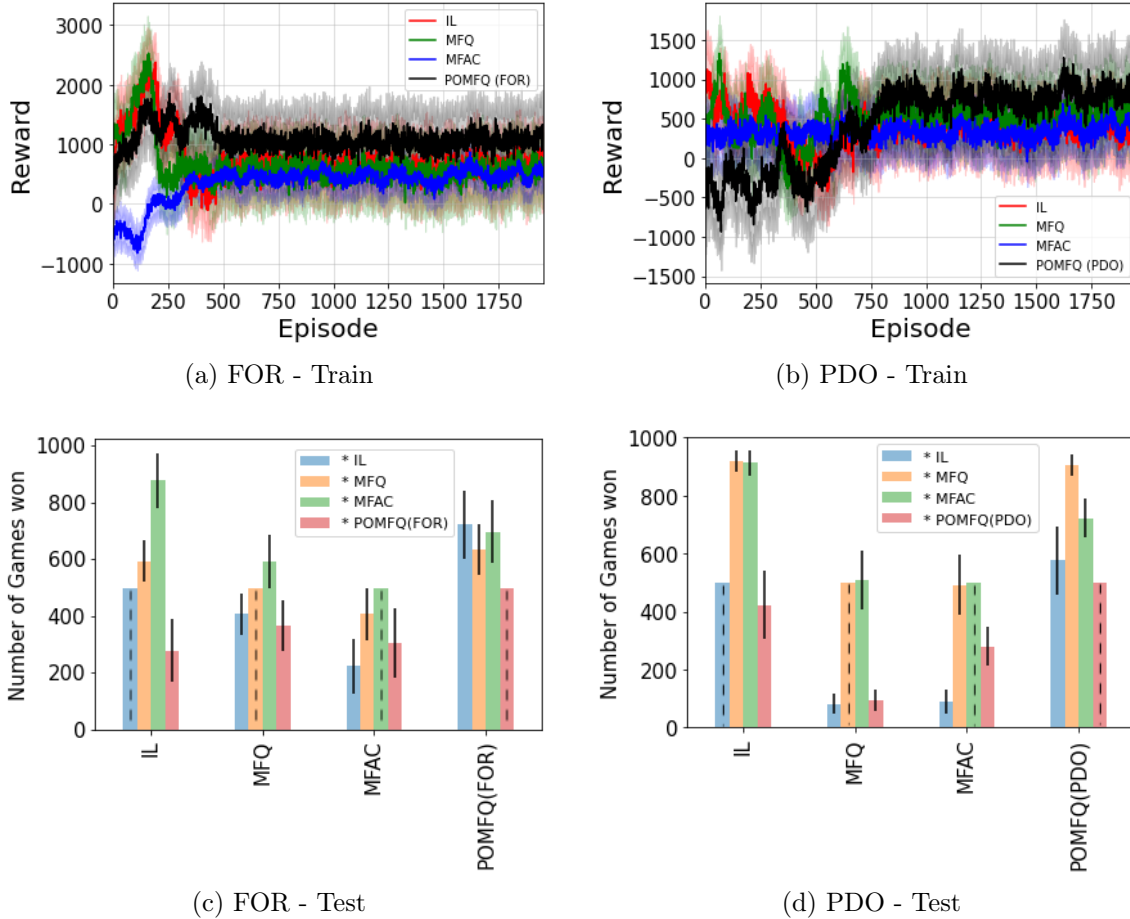 3000
2000
1000
0
−1000
Reward
IL
MFQ
MFAC
POMFQ (FOR)
0 250 500 750 1000 1250 1500 1750
Episode
(a) FOR - Train
1500
1000
500
0
−500
−1000
−1500
Reward
IL
MFQ
MFAC
POMFQ (PDO)
0 250 500 750 1000 1250 1500 1750
Episode
(b) PDO - Train
1000
800
600
400
200
0
Number of Games won
* IL
* MFQ
* MFAC
* POMFQ(FOR)
IL
MFQ
MFAC
POMFQ(FOR)
(c) FOR - Test
1000
800
600
400
200
0
Number of Games won
* IL
* MFQ
* MFAC
* POMFQ(PDO)
IL
MFQ
MFAC
POMFQ(PDO)
(d) PDO - Test